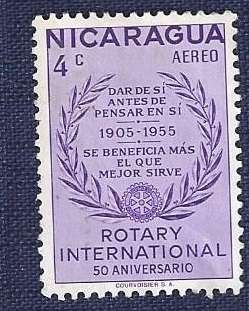 NICARAGUA
4 C AEREO
DAR DE SÍ
ANTES DE
PENSAR EN SÍ
1905-1955
SE BENEFICIA MÁS
EL QUE
MEJOR SIRVE
ROTARY
INTERNATIONAL
50 ANIVERSARIO
COURVOISIER S.A.